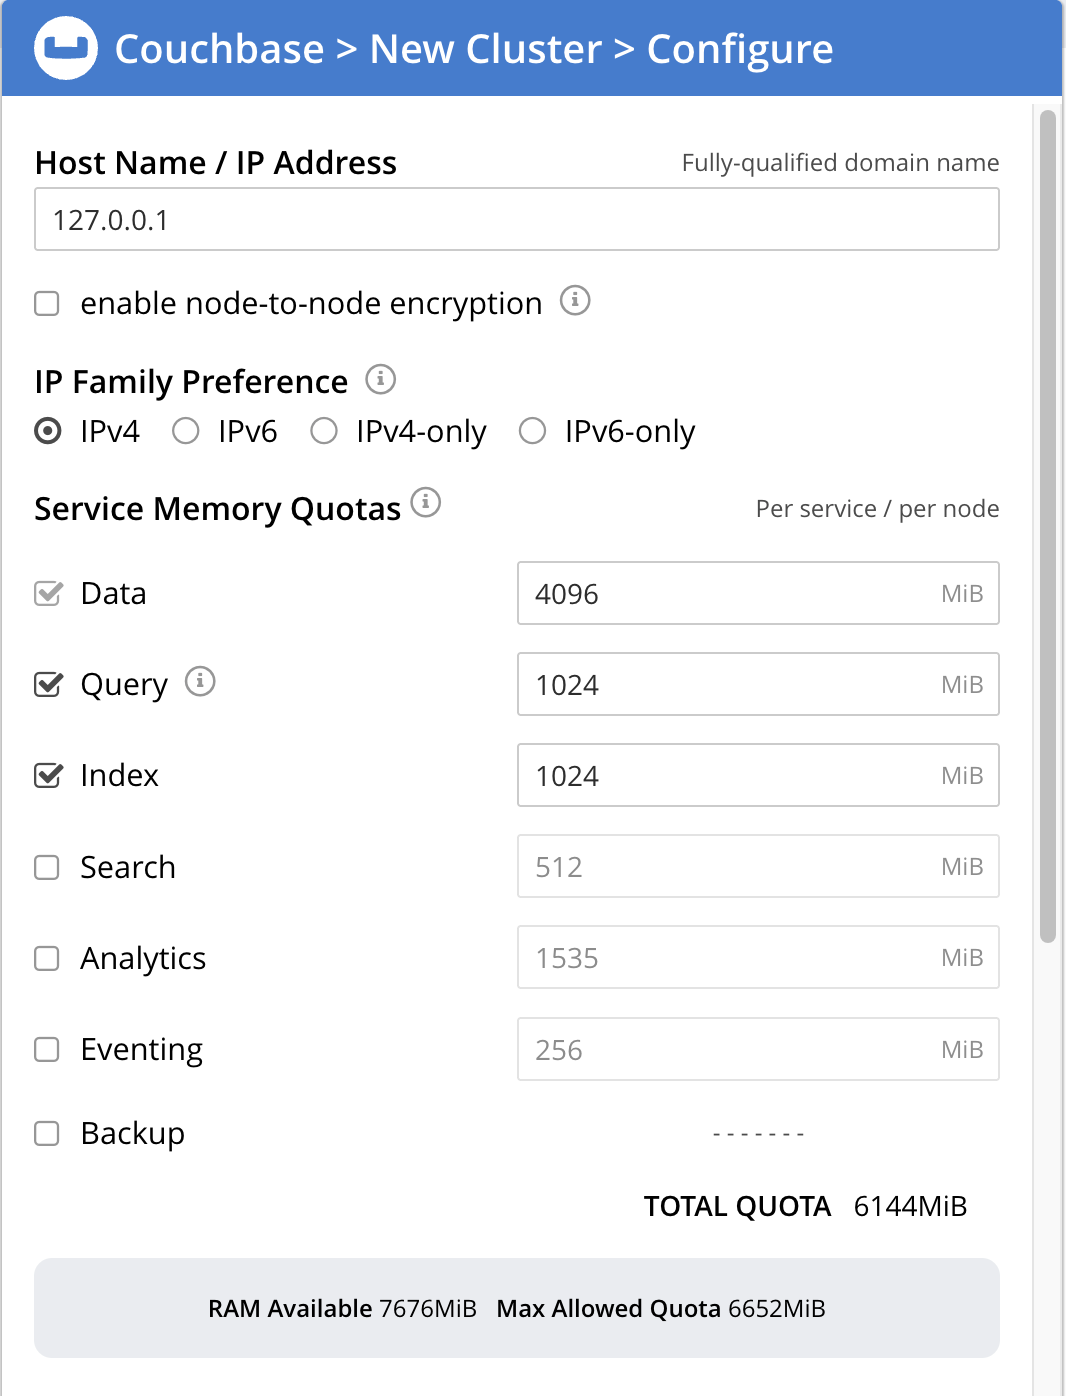 Couchbase > New Cluster > Configure
Host Name / IP Address Fully-qualified domain name
127.0.0.1
enable node-to-node encryption
IP Family Preference
IPv4 IPv6 IPv4-only IPv6-only
Service Memory Quotas Per service / per node
Data 4096 MiB
Query 1024 MiB
Index 1024 MiB
Search 512 MiB
Analytics 1535 MiB
Eventing 256 MiB
Backup -------
TOTAL QUOTA 6144MiB
RAM Available 7676MiB Max Allowed Quota 6652MiB